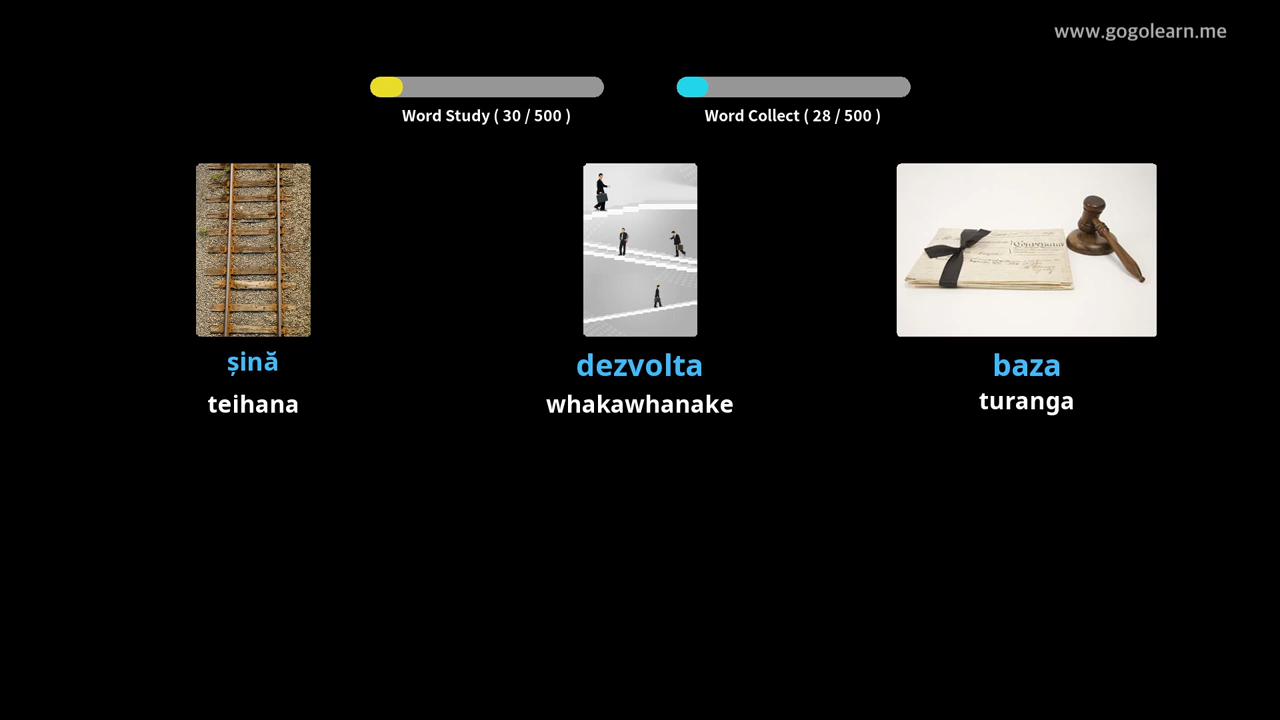 www.gogolearn.me
Word Study ( 30 / 500 )
Word Collect ( 28 / 500 )
șină
dezvolta
baza
teihana
whakawhanake
turanga